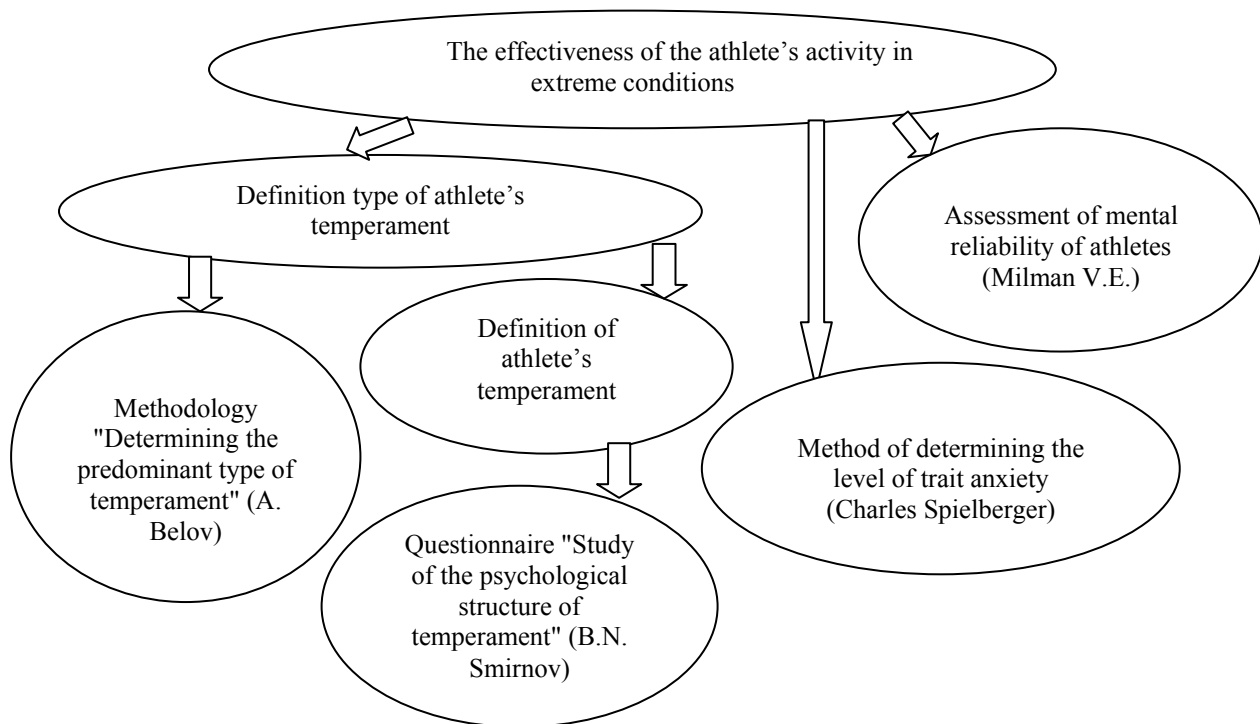 The effectiveness of the athlete’s activity in
extreme conditions
Definition type of athlete’s
temperament
Assessment of mental
reliability of athletes
(Milman V.E.)
Definition of
athlete’s
temperament
Methodology
"Determining the
predominant type of
temperament" (A.
Belov)
Method of determining the
level of trait anxiety
(Charles Spielberger)
Questionnaire "Study
of the psychological
structure of
temperament" (B.N.
Smirnov)